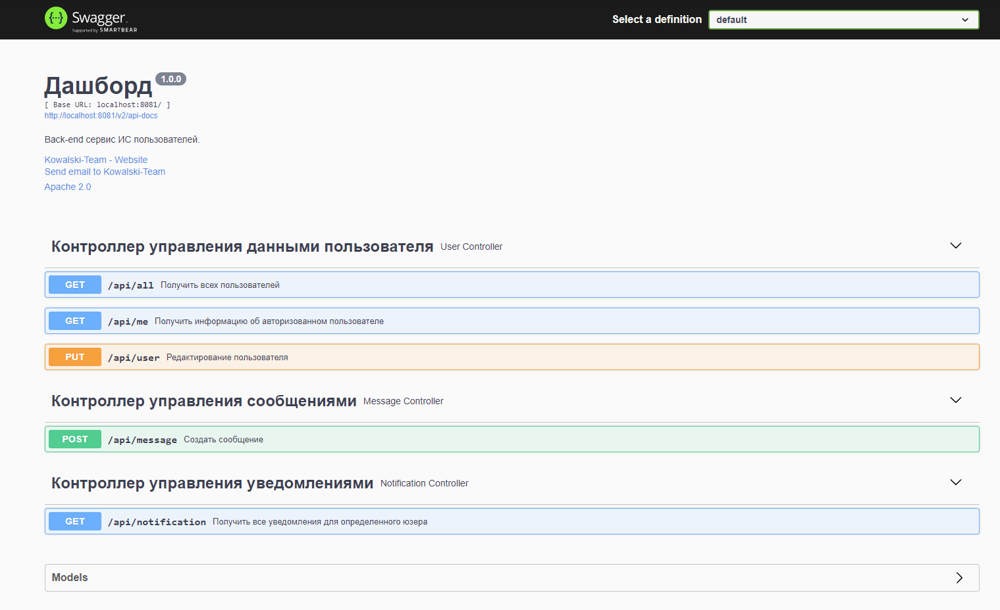 Swagger
Supported by SMARTBEAR
Select a definition
default
Дашборд 1.0.0
[ Base URL: localhost:8081/ ]
http://localhost:8081/v2/api-docs
Back-end сервис ИС пользователей.
Kowalski-Team - Website
Send email to Kowalski-Team
Apache 2.0
Контроллер управления данными пользователя User Controller
GET /api/all Получить всех пользователей
GET /api/me Получить информацию об авторизованном пользователе
PUT /api/user Редактирование пользователя
Контроллер управления сообщениями Message Controller
POST /api/message Создать сообщение
Контроллер управления уведомлениями Notification Controller
GET /api/notification Получить все уведомления для определенного юзера
Models